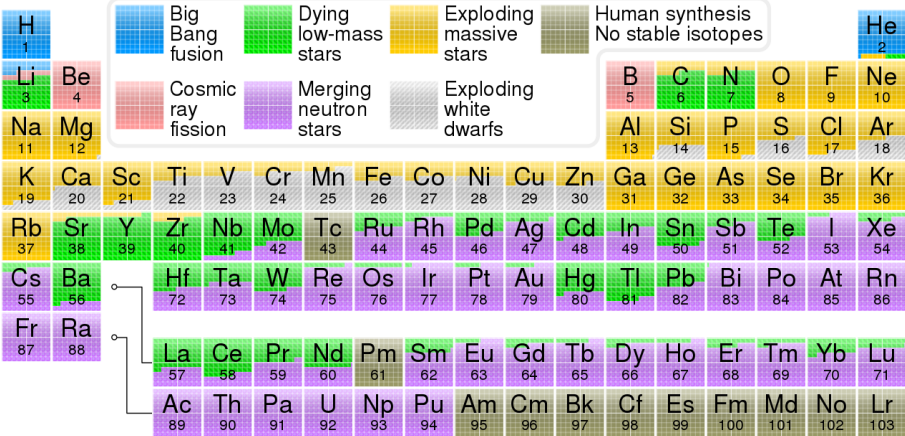 H
1
Big
Bang
fusion
Dying
low-mass
stars
Exploding
massive
stars
Human synthesis
No stable isotopes
He
2
Li Be
3 4
Cosmic
ray
fission
Merging
neutron
stars
Exploding
white
dwarfs
B C N O F Ne
5 6 7 8 9 10
Na Mg Al Si P S Cl Ar
11 12 13 14 15 16 17 18
K Ca Sc Ti V Cr Mn Fe Co Ni Cu Zn Ga Ge As Se Br Kr
19 20 21 22 23 24 25 26 27 28 29 30 31 32 33 34 35 36
Rb Sr Y Zr Nb Mo Tc Ru Rh Pd Ag Cd In Sn Sb Te I Xe
37 38 39 40 41 42 43 44 45 46 47 48 49 50 51 52 53 54
Cs Ba Hf Ta W Re Os Ir Pt Au Hg Tl Pb Bi Po At Rn
55 56 72 73 74 75 76 77 78 79 80 81 82 83 84 85 86
Fr Ra
87 88
La Ce Pr Nd Pm Sm Eu Gd Tb Dy Ho Er Tm Yb Lu
57 58 59 60 61 62 63 64 65 66 67 68 69 70 71
Ac Th Pa U Np Pu Am Cm Bk Cf Es Fm Md No Lr
89 90 91 92 93 94 95 96 97 98 99 100 101 102 103